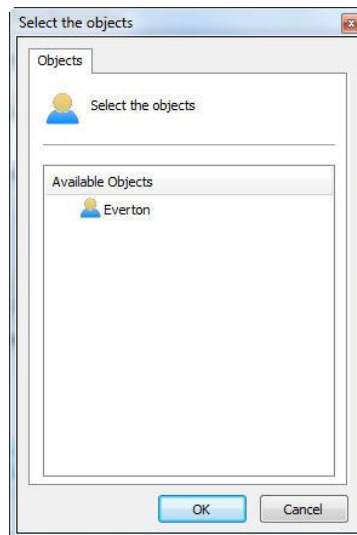 Select the objects
Objects
Select the objects
Available Objects
Everton
OK
Cancel